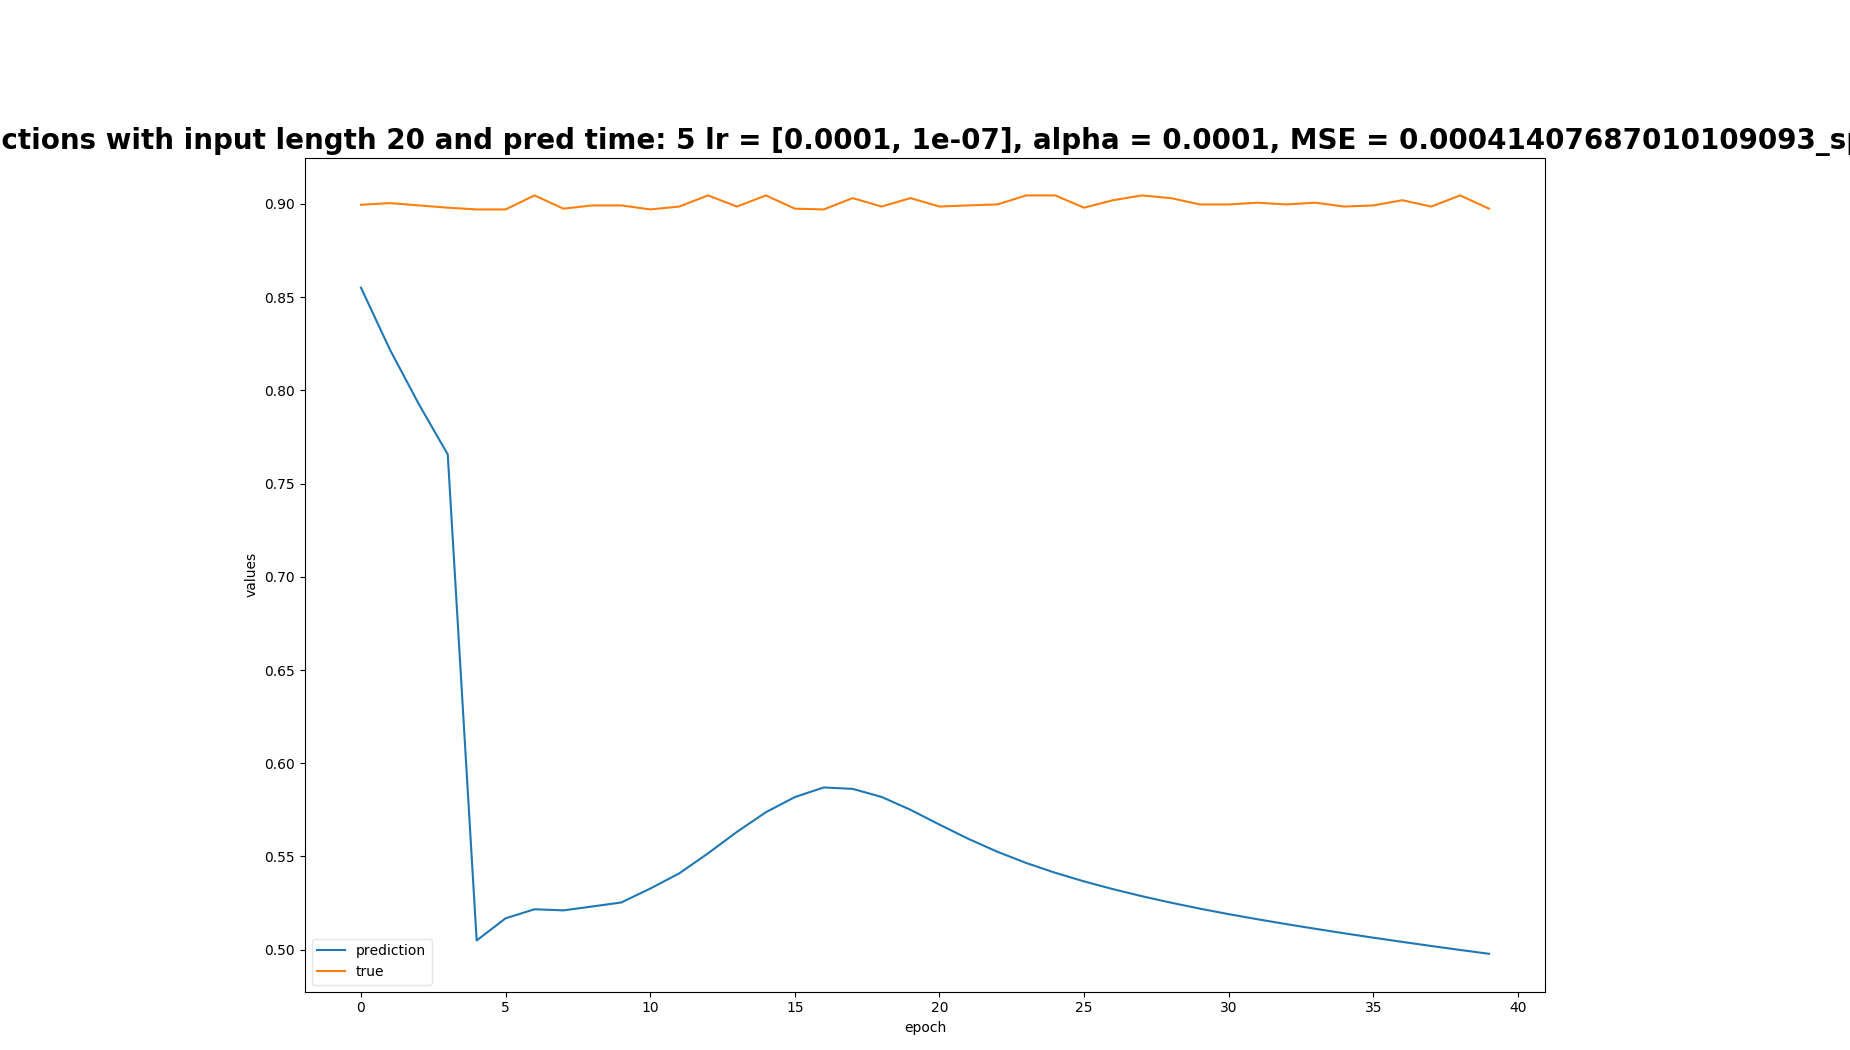 ctions with input length 20 and pred time: 5 lr = [0.0001, 1e-07], alpha = 0.0001, MSE = 0.00041407687010109093_sp
0.90
0.85
0.80
0.75
0.70
0.65
0.60
0.55
0.50
values
prediction
true
0 5 10 15 20 25 30 35 40
epoch